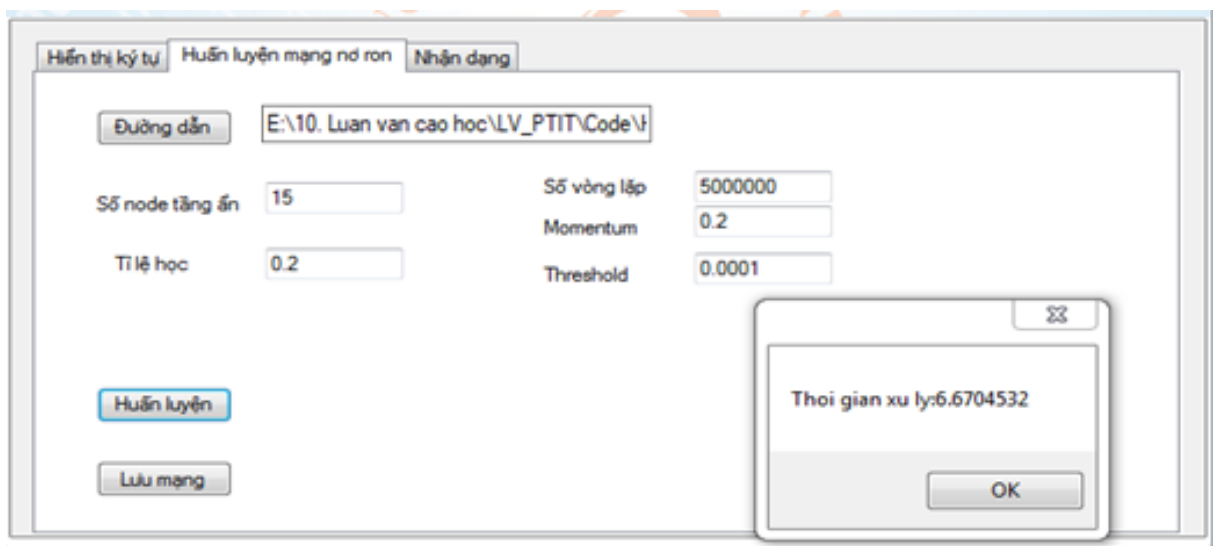 Hiển thị ký tự Huấn luyện mạng nơ ron Nhận dạng
Đường dẫn E:\10. Luan van cao hoc\LV_PTIT\Code\H
Số node tầng ẩn 15
Số vòng lặp 5000000
Momentum 0.2
Tỉ lệ học 0.2
Threshold 0.0001
Huấn luyện
Lưu mạng
Thoi gian xu ly:6.6704532
OK